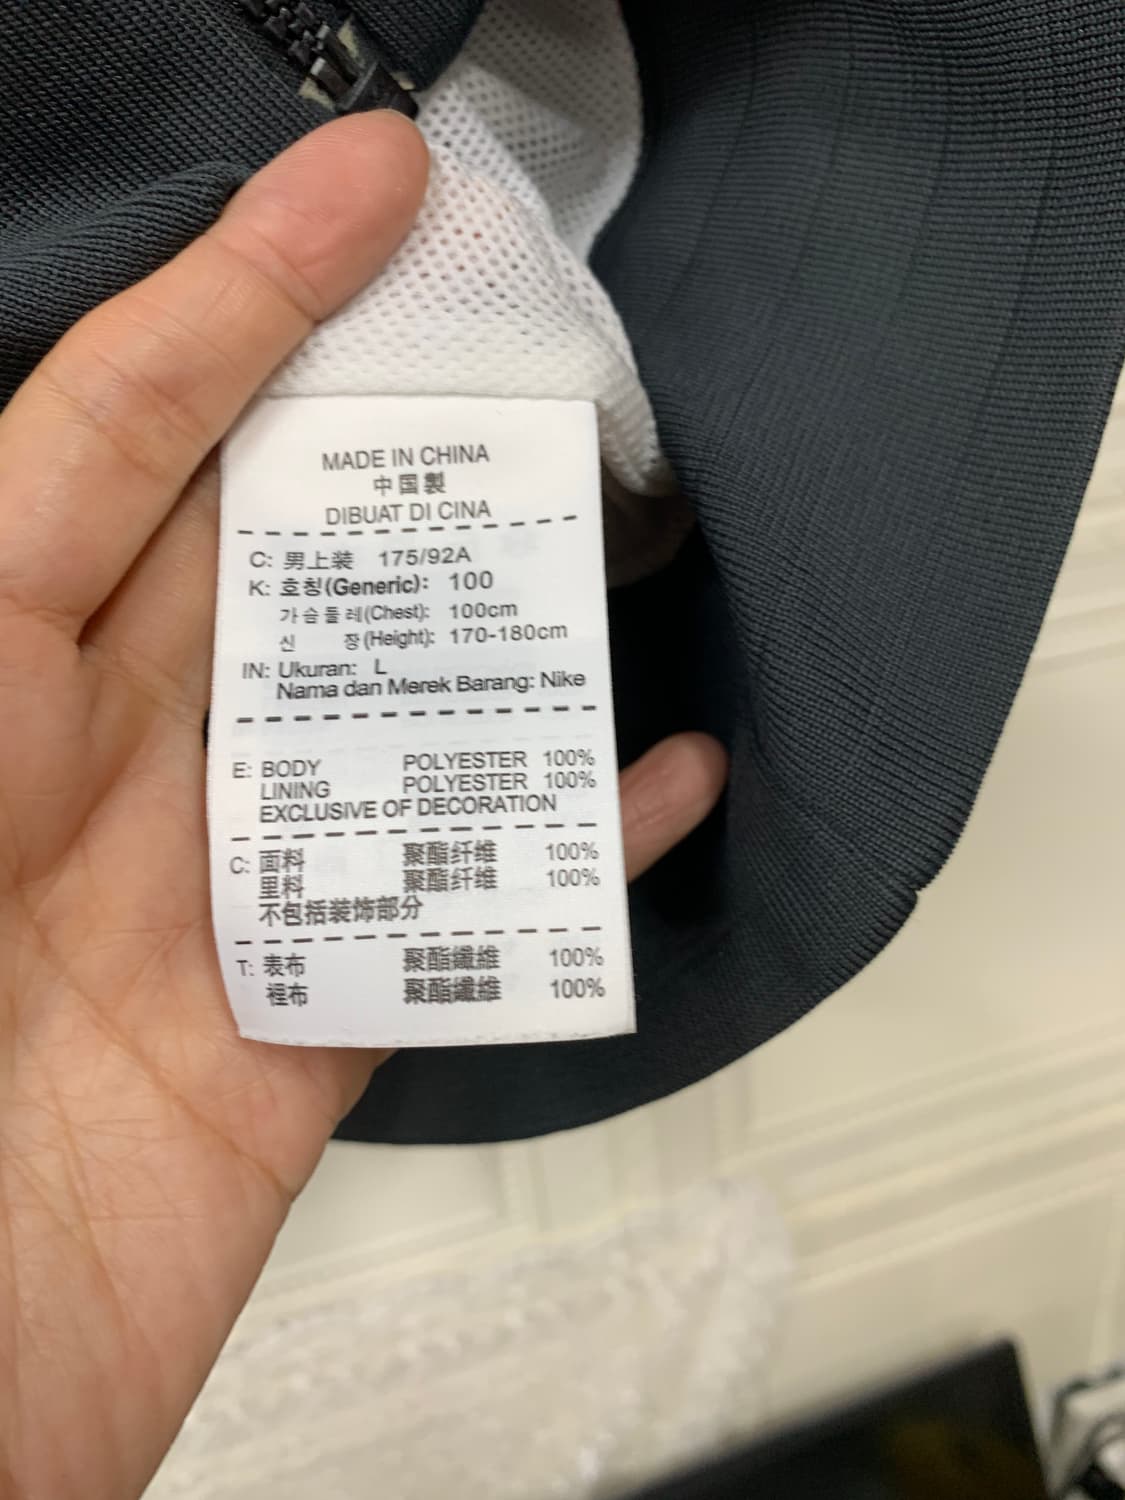 MADE IN CHINA
中国製
DIBUAT DI CINA
C: 男上装 175/92A
K: 호칭(Generic): 100
가슴둘레(Chest): 100cm
신 장(Height): 170-180cm
IN: Ukuran: L
Nama dan Merek Barang: Nike
E: BODY POLYESTER 100%
LINING POLYESTER 100%
EXCLUSIVE OF DECORATION
C: 面料 聚酯纤维 100%
里料 聚酯纤维 100%
不包括装饰部分
T: 表布 聚酯纖維 100%
裡布 聚酯纖維 100%